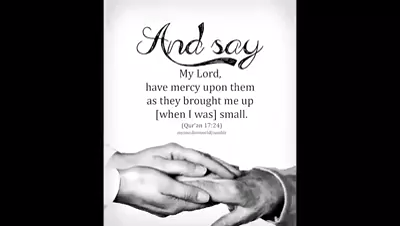 And say
My Lord,
have mercy upon them
as they brought me up
[when I was] small.
(Qur'an 17:24)